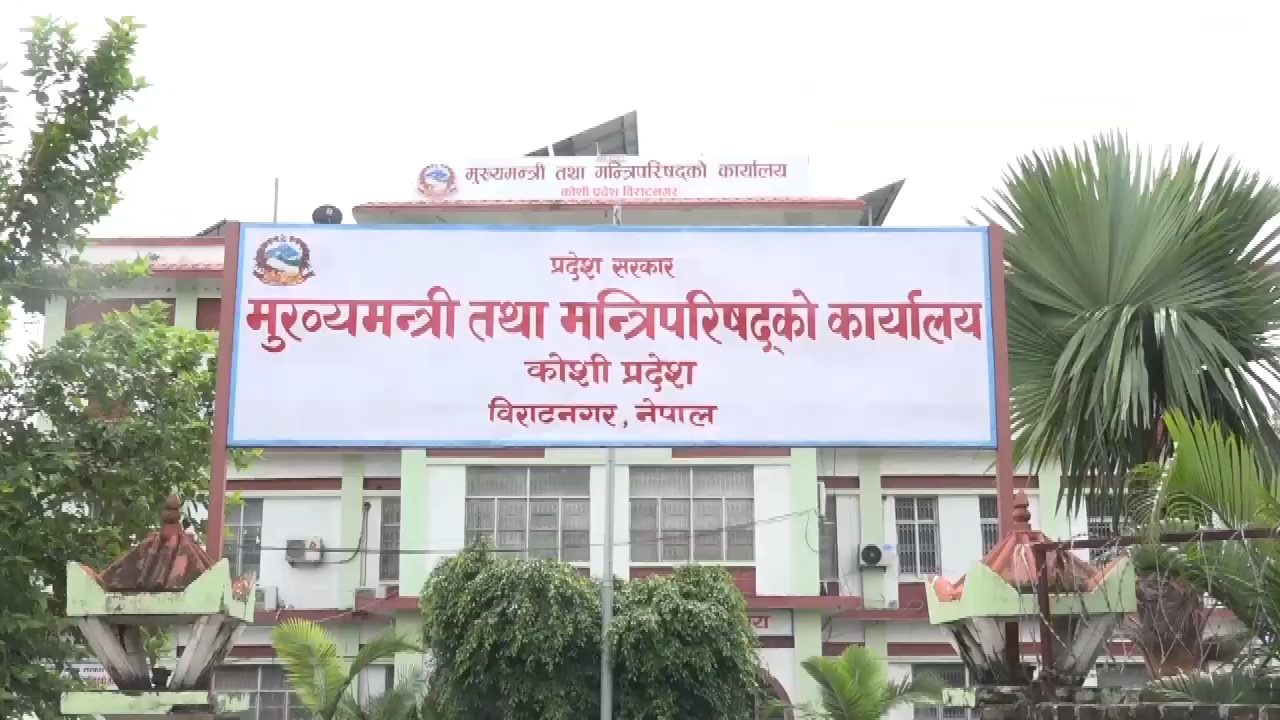 मुख्यमन्त्री तथा मन्त्रिपरिषद्को कार्यालय
कोशी प्रदेश विराटनगर
प्रदेश सरकार
मुख्यमन्त्री तथा मन्त्रिपरिषद्को कार्यालय
कोशी प्रदेश
विराटनगर, नेपाल